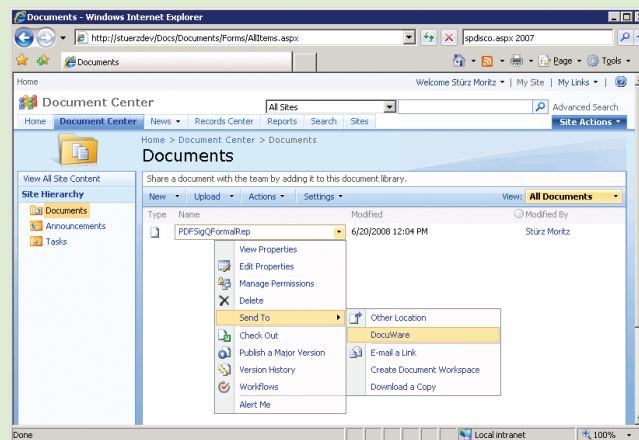 Documents - Windows Internet Explorer
http://stuerzdev/Docs/Documents/Forms/AllItems.aspx
spdisco.aspx 2007
Documents
Page
Tools
Home
Welcome Stürz Moritz
My Site
My Links
Document Center
All Sites
Advanced Search
Home Document Center News Records Center Reports Search Sites
Site Actions
Home > Document Center > Documents
Documents
View All Site Content
Share a document with the team by adding it to this document library.
Site Hierarchy
New Upload Actions Settings
View: All Documents
Documents
Announcements
Tasks
Type Name Modified Modified By
PDFSigQFormalRep 6/20/2008 12:04 PM Stürz Moritz
View Properties
Edit Properties
Manage Permissions
Delete
Send To
Check Out
Publish a Major Version
Version History
Workflows
Alert Me
Other Location
DocuWare
E-mail a Link
Create Document Workspace
Download a Copy
Done
Local intranet
100%